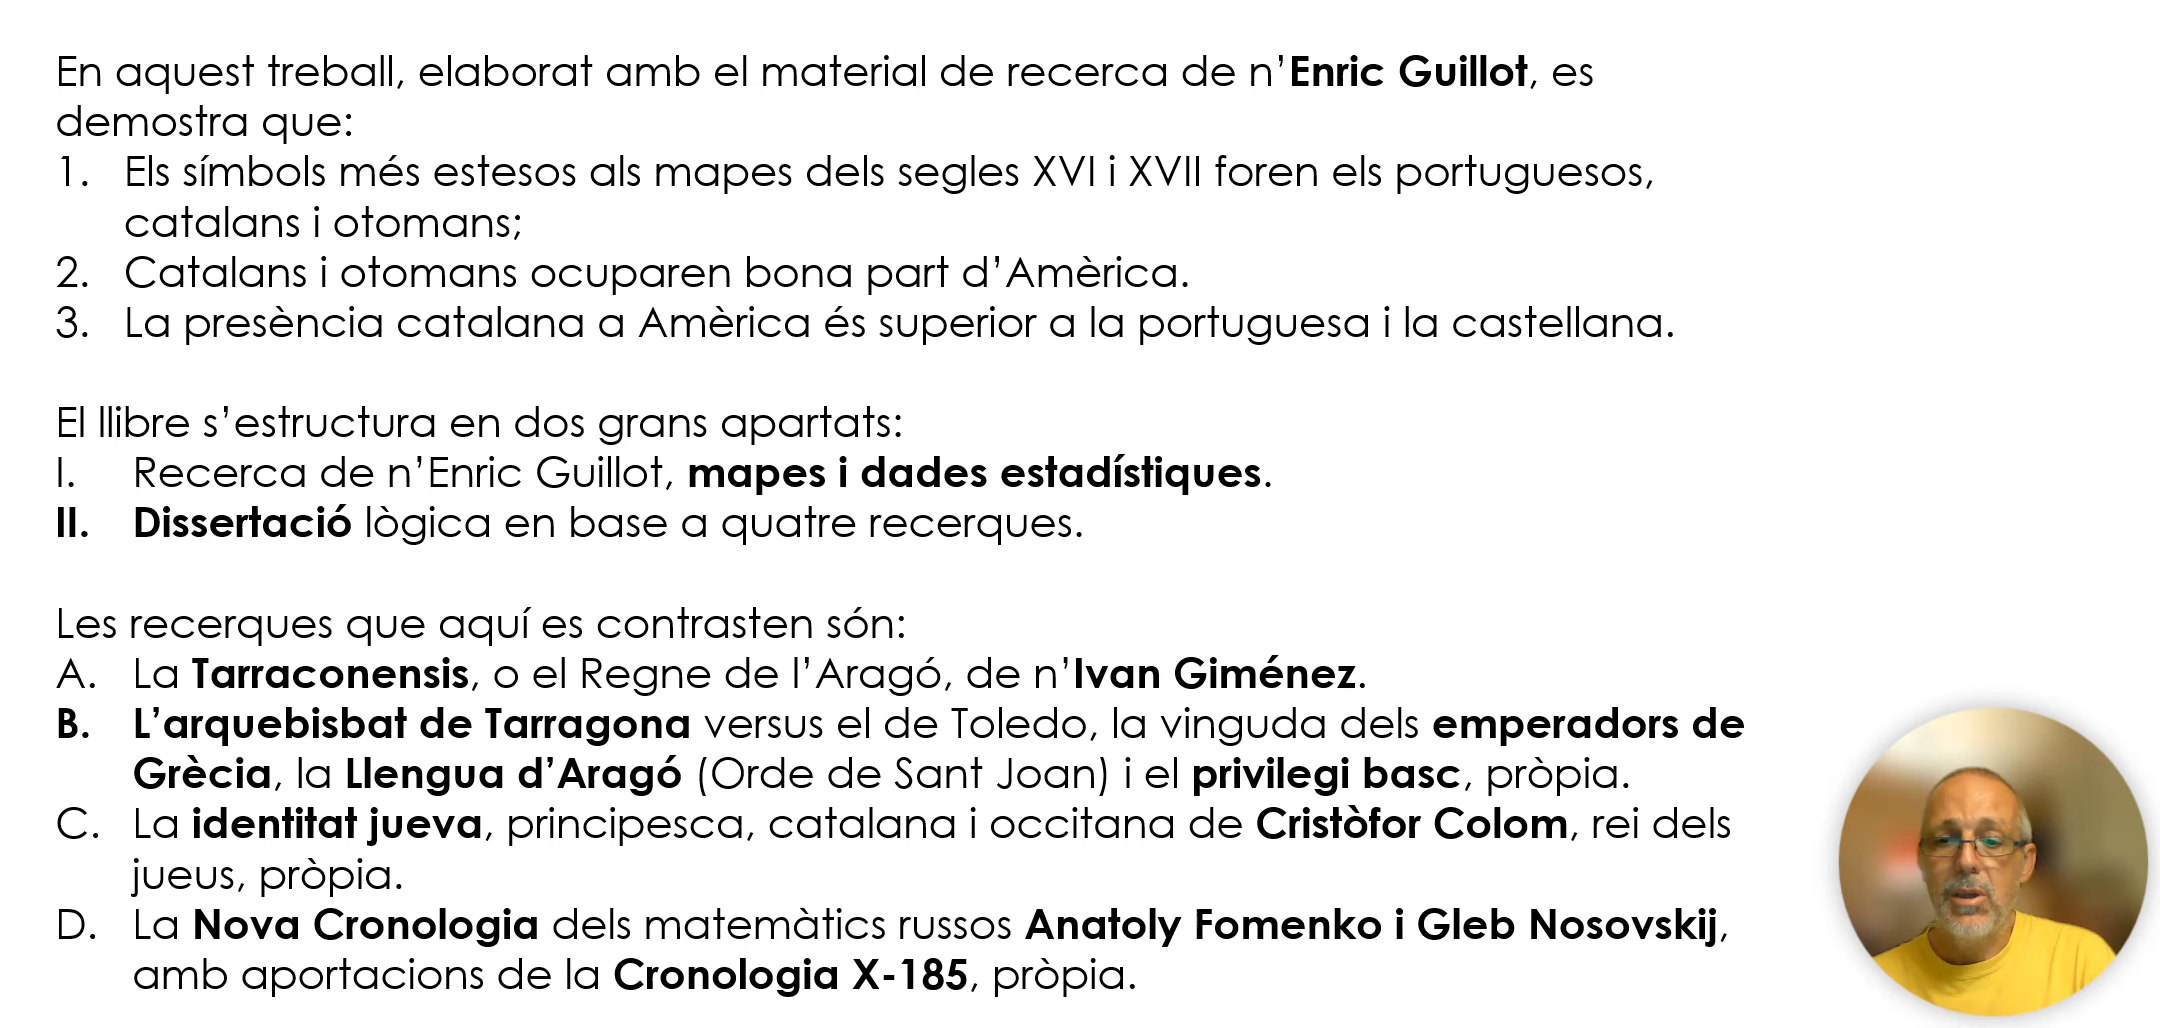 En aquest treball, elaborat amb el material de recerca de n’Enric Guillot, es
demostra que:
1. Els símbols més estesos als mapes dels segles XVI i XVII foren els portuguesos,
catalans i otomans;
2. Catalans i otomans ocuparen bona part d’Amèrica.
3. La presència catalana a Amèrica és superior a la portuguesa i la castellana.
El llibre s’estructura en dos grans apartats:
I. Recerca de n’Enric Guillot, mapes i dades estadístiques.
II. Dissertació lògica en base a quatre recerques.
Les recerques que aquí es contrasten són:
A. La Tarraconensis, o el Regne de l’Aragó, de n’Ivan Giménez.
B. L’arquebisbat de Tarragona versus el de Toledo, la vinguda dels emperadors de
Grècia, la Llengua d’Aragó (Orde de Sant Joan) i el privilegi basc, pròpia.
C. La identitat jueva, principesca, catalana i occitana de Cristòfor Colom, rei dels
jueus, pròpia.
D. La Nova Cronologia dels matemàtics russos Anatoly Fomenko i Gleb Nosovskij,
amb aportacions de la Cronologia X-185, pròpia.